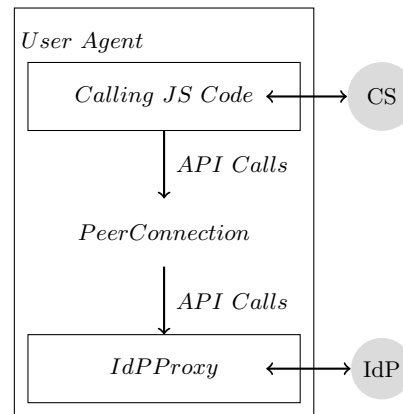 User Agent
Calling JS Code
CS
API Calls
PeerConnection
API Calls
IdPProxy
IdP